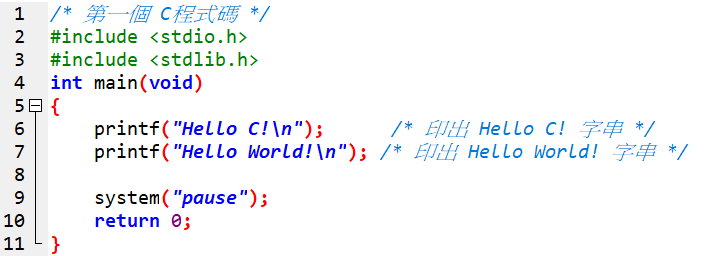 1 /* 第一個 C程式碼 */
2 #include <stdio.h>
3 #include <stdlib.h>
4 int main(void)
5 {
6 printf("Hello C!\n"); /* 印出 Hello C! 字串 */
7 printf("Hello World!\n"); /* 印出 Hello World! 字串 */
8
9 system("pause");
10 return 0;
11 }